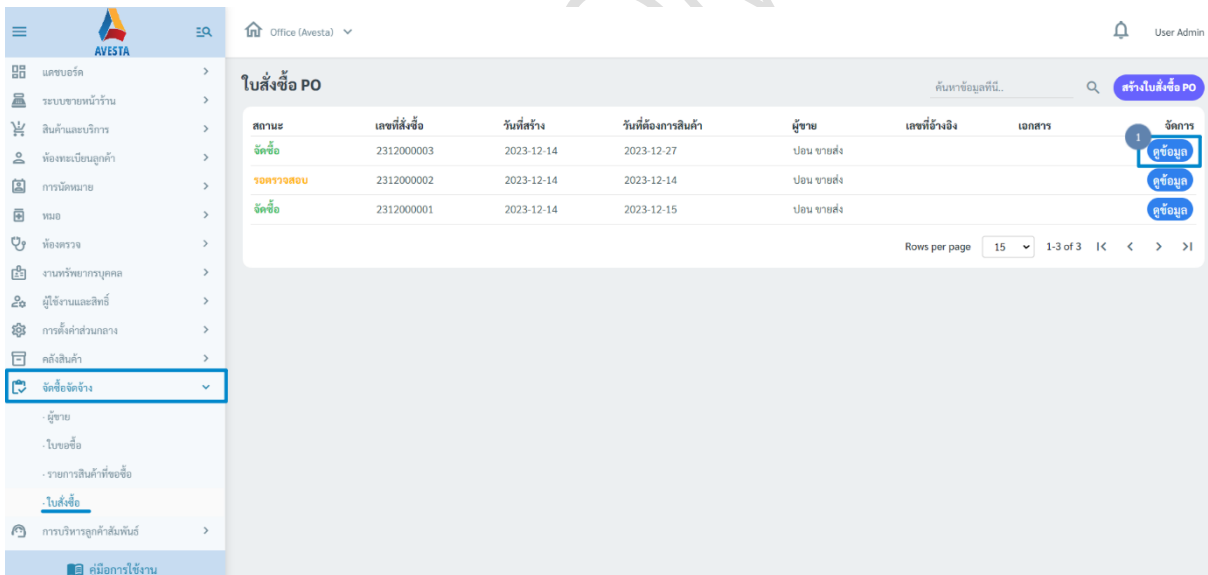 AVESTA
Office (Avesta)
User Admin
แดชบอร์ด
ระบบขายหน้าร้าน
สินค้าและบริการ
ห้องทะเบียนลูกค้า
การนัดหมาย
หมอ
ห้องตรวจ
งานทรัพยากรบุคคล
ผู้ใช้งานและสิทธิ์
การตั้งค่าส่วนกลาง
คลังสินค้า
จัดซื้อจัดจ้าง
- ผู้ขาย
- ใบขอซื้อ
- รายการสินค้าที่ขอซื้อ
- ใบสั่งซื้อ
การบริหารลูกค้าสัมพันธ์
คู่มือการใช้งาน
ใบสั่งซื้อ PO
ค้นหาข้อมูลที่นี่..
สร้างใบสั่งซื้อ PO
สถานะ เลขที่สั่งซื้อ วันที่สร้าง วันที่ต้องการสินค้า ผู้ขาย เลขที่อ้างอิง เอกสาร จัดการ
1
จัดซื้อ 2312000003 2023-12-14 2023-12-27 ปอน ขายส่ง ดูข้อมูล
รอตรวจสอบ 2312000002 2023-12-14 2023-12-14 ปอน ขายส่ง ดูข้อมูล
จัดซื้อ 2312000001 2023-12-14 2023-12-15 ปอน ขายส่ง ดูข้อมูล
Rows per page 15 1-3 of 3